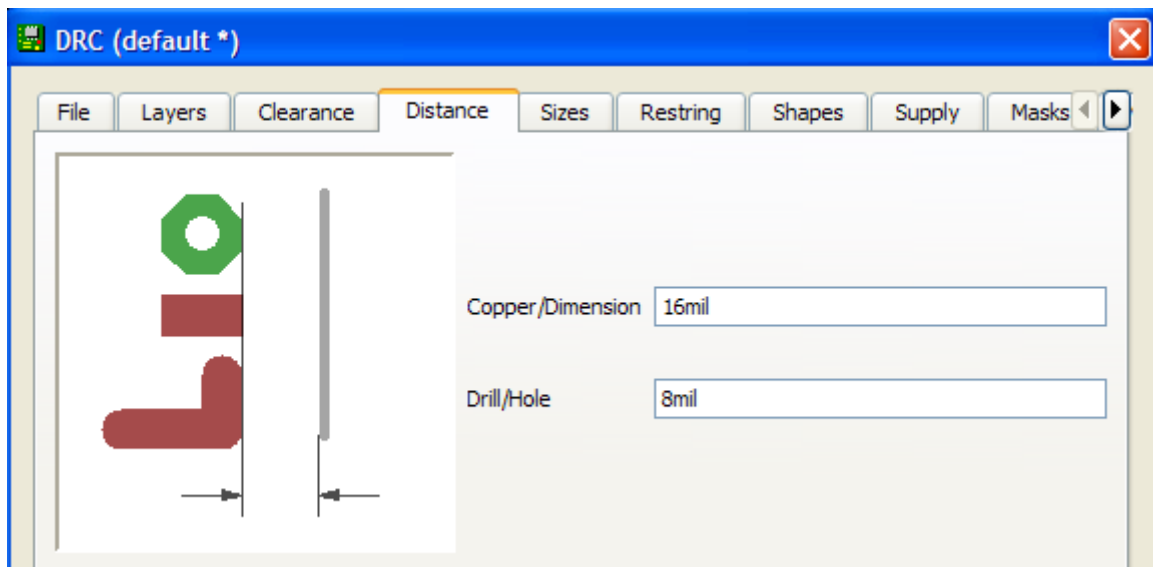 DRC (default *)
File Layers Clearance Distance Sizes Restring Shapes Supply Masks
Copper/Dimension 16mil
Drill/Hole 8mil